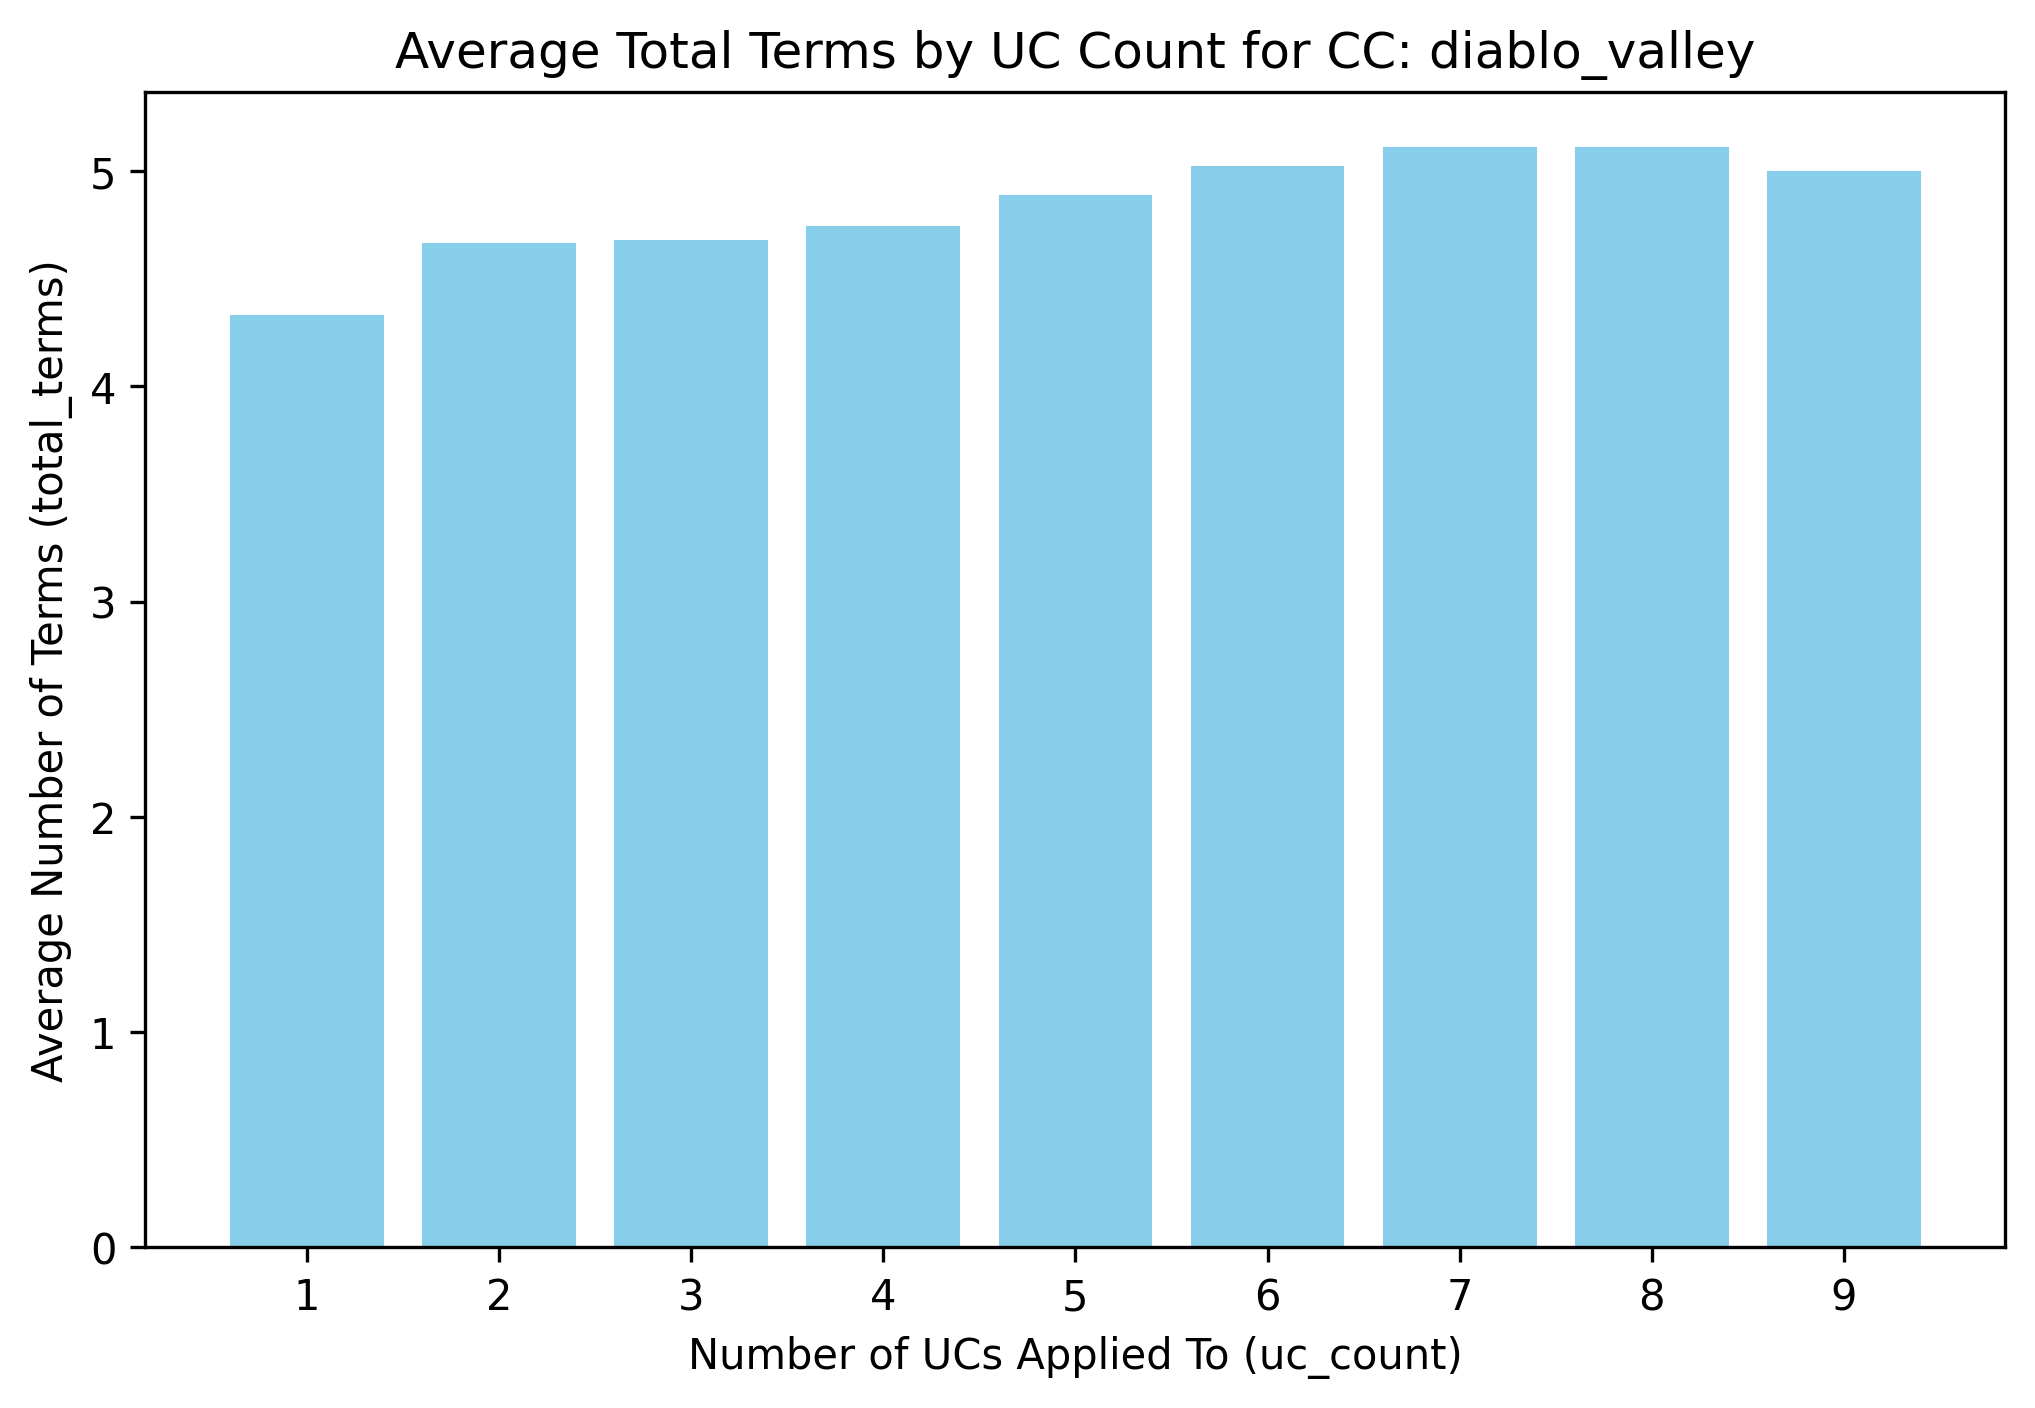 Average Total Terms by UC Count for CC: diablo_valley
Average Number of Terms (total_terms)
5
4
3
2
1
0
1 2 3 4 5 6 7 8 9
Number of UCs Applied To (uc_count)